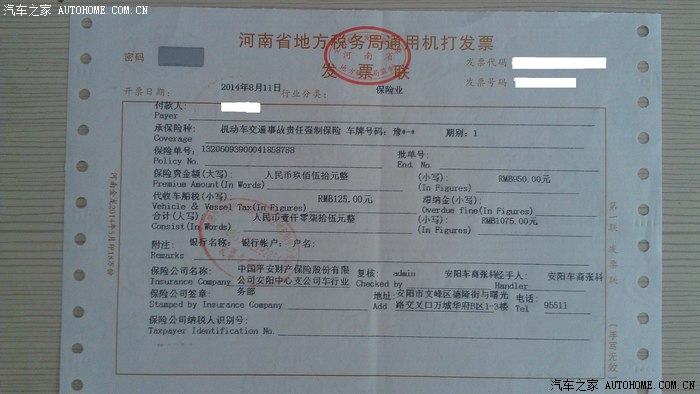 汽车之家 AUTOHOME.COM.CN
河南省地方税务局通用机打发票
河南省
密码
发票联
发票代码
发票号码
开票日期: 2014年8月11日 行业分类: 保险业
付款人:
Payer
承保险种: 机动车交通事故责任强制保险 车牌号码: 豫*-* 期别: 1
Coverage
保险单号: 13205093900041858788 批单号:
Policy No. End No.
保险费金额(大写): 人民币玖佰伍拾元整 (小写): RMB950.00元
Premium Amount(In Words) (In Figures)
代收车船税(小写) RMB125.00元 滞纳金(小写):
Vehicle & Vessel Tax(In Figures) Overdue fine(In Figures)
合计(大写) 人民币壹仟零柒拾伍元整 (小写): RMB1075.00元
Consist(In Words) (In Figures)
附注: 银行名称: 银行帐户: 户名:
Remarks
保险公司名称: 中国平安财产保险股份有限 复核: admin 安阳车商张科 经手人: 安阳车商张科
Insurance Company 公司安阳中心支公司车行业 Checked by Handler
保险公司签章: 务部 地址: 安阳市文峰区德隆街与曙光 电话:
Stamped by Insurance Company Add 路交叉口万城华府B区1-3楼 Tel 95511
保险公司纳税人识别号:
Taxpayer Identification No.
第一联 发票联
(手写无效)
汽车之家 AUTOHOME.COM.CN